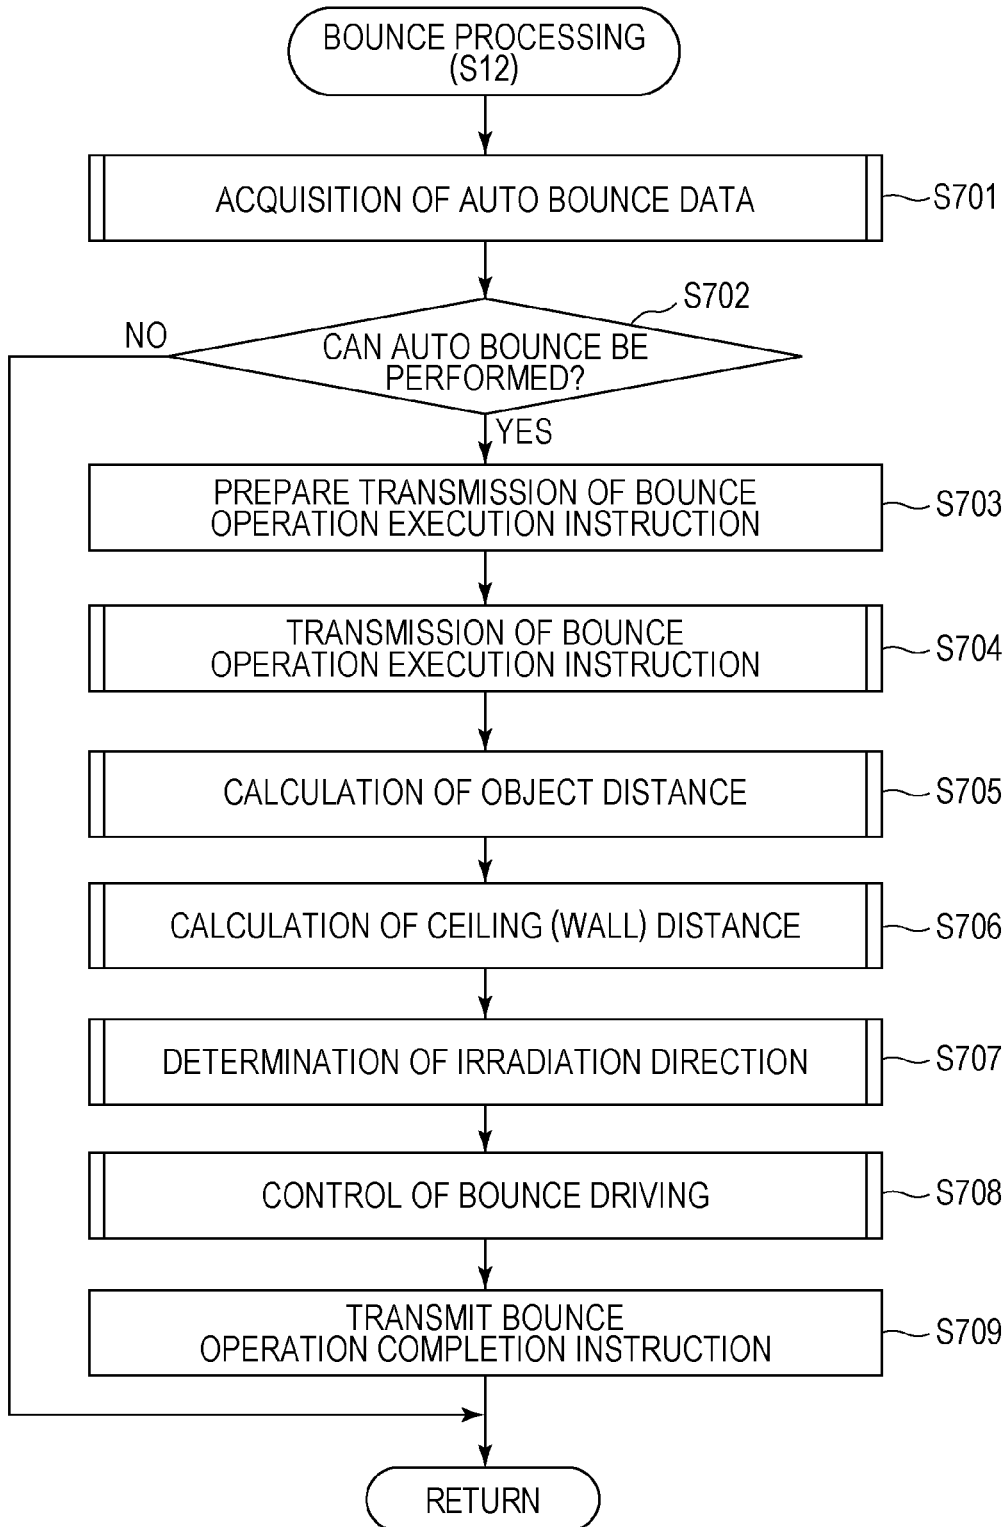 BOUNCE PROCESSING
(S12)
ACQUISITION OF AUTO BOUNCE DATA
S701
S702
NO
CAN AUTO BOUNCE BE
PERFORMED?
YES
PREPARE TRANSMISSION OF BOUNCE
OPERATION EXECUTION INSTRUCTION
S703
TRANSMISSION OF BOUNCE
OPERATION EXECUTION INSTRUCTION
S704
CALCULATION OF OBJECT DISTANCE
S705
CALCULATION OF CEILING (WALL) DISTANCE
S706
DETERMINATION OF IRRADIATION DIRECTION
S707
CONTROL OF BOUNCE DRIVING
S708
TRANSMIT BOUNCE
OPERATION COMPLETION INSTRUCTION
S709
RETURN